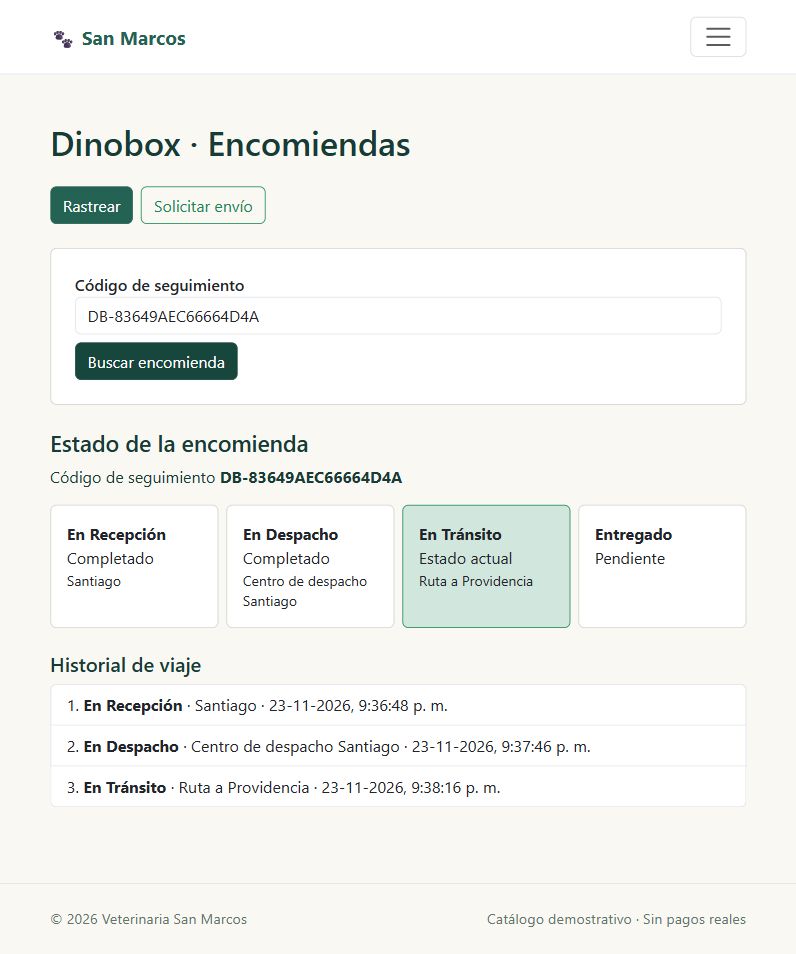 San Marcos
Dinobox · Encomiendas
Rastrear
Solicitar envío
Código de seguimiento
DB-83649AEC66664D4A
Buscar encomienda
Estado de la encomienda
Código de seguimiento DB-83649AEC66664D4A
En Recepción
Completado
Santiago
En Despacho
Completado
Centro de despacho
Santiago
En Tránsito
Estado actual
Ruta a Providencia
Entregado
Pendiente
Historial de viaje
1. En Recepción · Santiago · 23-11-2026, 9:36:48 p. m.
2. En Despacho · Centro de despacho Santiago · 23-11-2026, 9:37:46 p. m.
3. En Tránsito · Ruta a Providencia · 23-11-2026, 9:38:16 p. m.
© 2026 Veterinaria San Marcos
Catálogo demostrativo · Sin pagos reales